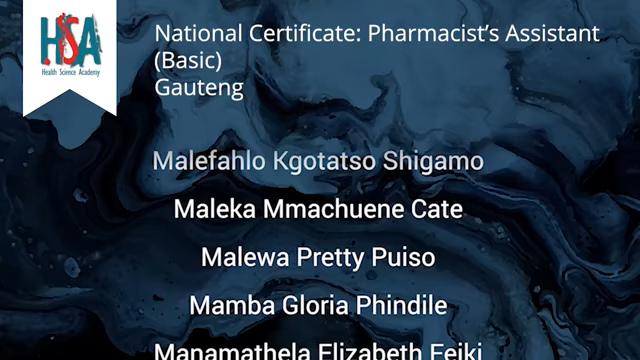 HSA
Health Science Academy
National Certificate: Pharmacist's Assistant
(Basic)
Gauteng
Malefahlo Kgotatso Shigamo
Maleka Mmachuene Cate
Malewa Pretty Puiso
Mamba Gloria Phindile
Manamathela Elizabeth Feiki